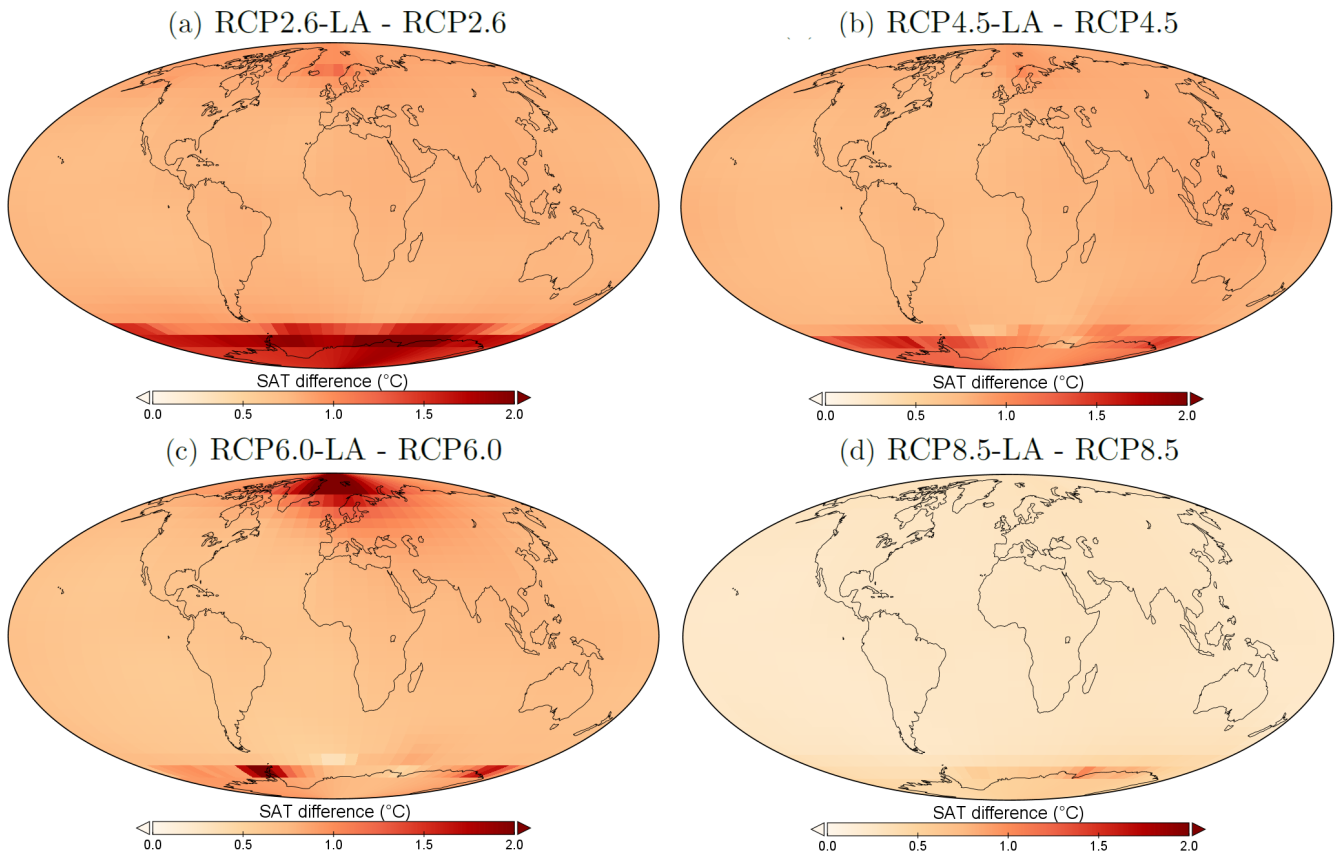 (a) RCP2.6-LA - RCP2.6
(b) RCP4.5-LA - RCP4.5
SAT difference (°C)
0.0 0.5 1.0 1.5 2.0
SAT difference (°C)
0.0 0.5 1.0 1.5 2.0
(c) RCP6.0-LA - RCP6.0
(d) RCP8.5-LA - RCP8.5
SAT difference (°C)
0.0 0.5 1.0 1.5 2.0
SAT difference (°C)
0.0 0.5 1.0 1.5 2.0